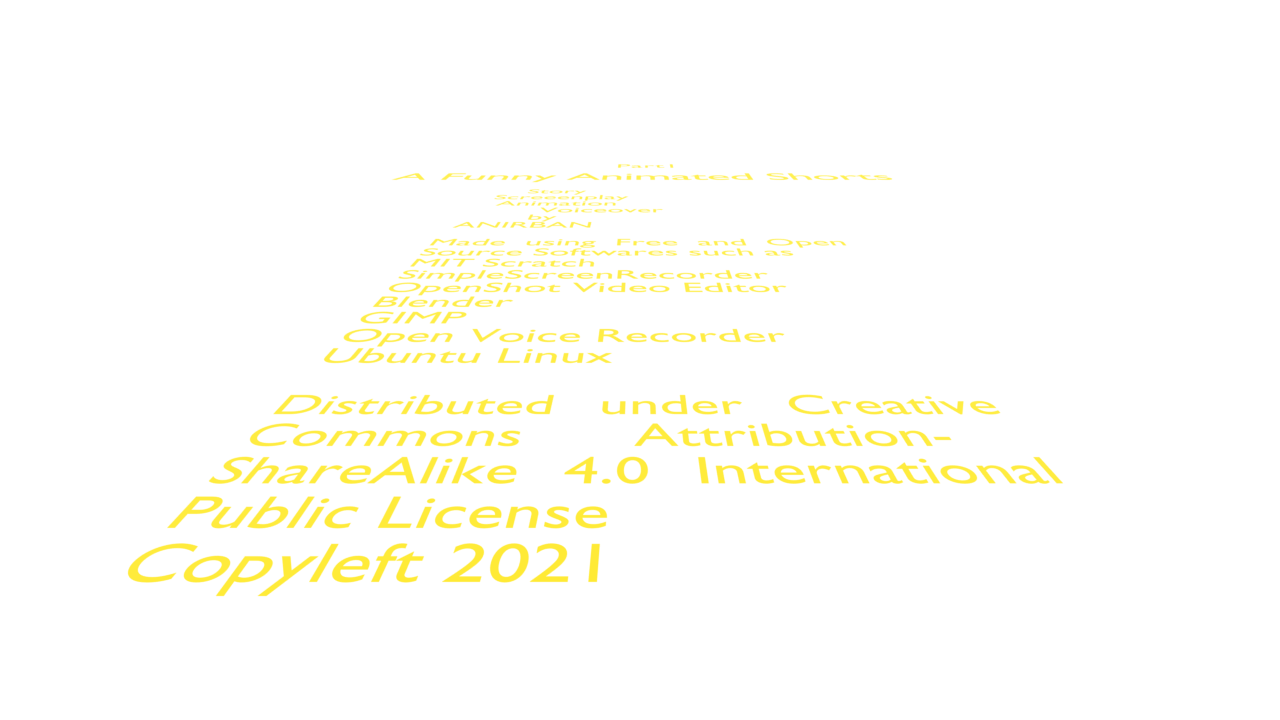 Part I
A Funny Animated Shorts
Story
Screeenplay
Animation
Voiceover
by
ANIRBAN
Made using Free and Open
Source Softwares such as
MIT Scratch
SimpleScreenRecorder
OpenShot Video Editor
Blender
GIMP
Open Voice Recorder
Ubuntu Linux
Distributed under Creative
Commons Attribution-
ShareAlike 4.0 International
Public License
Copyleft 2021